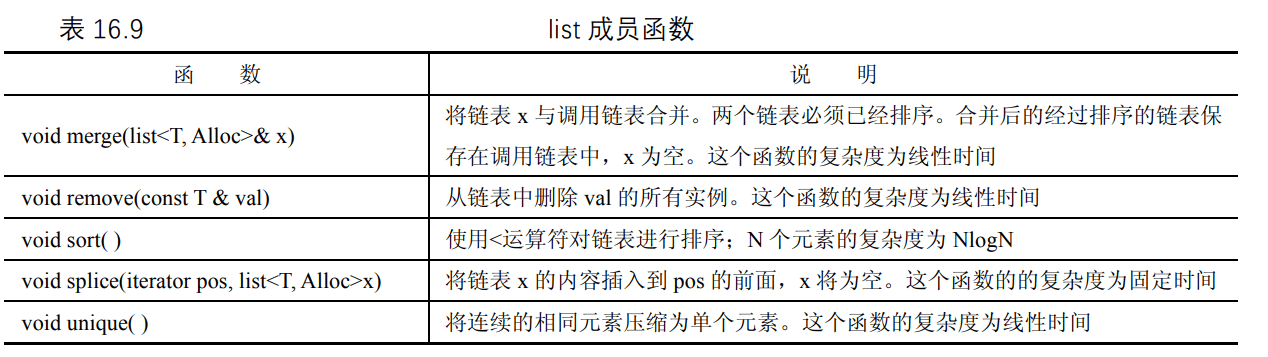 表 16.9 list 成员函数
函 数 说 明
void merge(list<T, Alloc>& x) 将链表 x 与调用链表合并。两个链表必须已经排序。合并后的经过排序的链表保
存在调用链表中，x 为空。这个函数的复杂度为线性时间
void remove(const T & val) 从链表中删除 val 的所有实例。这个函数的复杂度为线性时间
void sort( ) 使用<运算符对链表进行排序；N 个元素的复杂度为 NlogN
void splice(iterator pos, list<T, Alloc>x) 将链表 x 的内容插入到 pos 的前面，x 将为空。这个函数的的复杂度为固定时间
void unique( ) 将连续的相同元素压缩为单个元素。这个函数的复杂度为线性时间